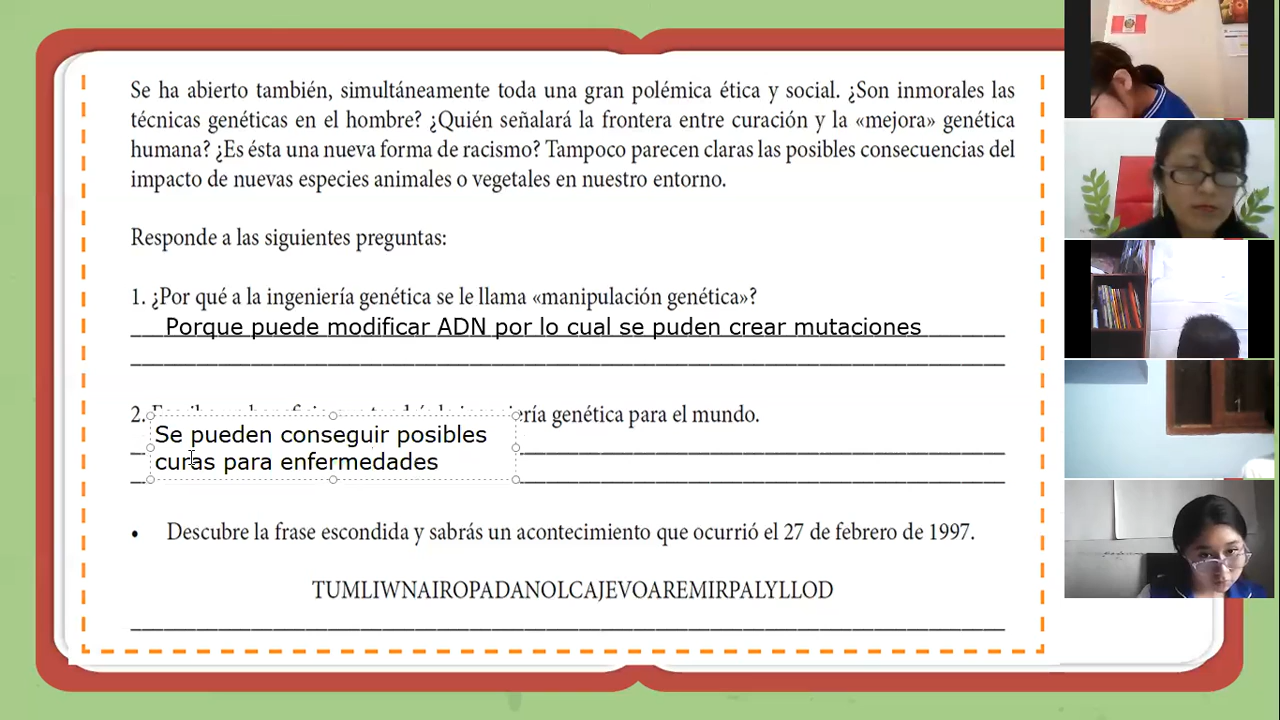 Se ha abierto también, simultáneamente toda una gran polémica ética y social. ¿Son inmorales las
técnicas genéticas en el hombre? ¿Quién señalará la frontera entre curación y la «mejora» genética
humana? ¿Es ésta una nueva forma de racismo? Tampoco parecen claras las posibles consecuencias del
impacto de nuevas especies animales o vegetales en nuestro entorno.
Responde a las siguientes preguntas:
1. ¿Por qué a la ingeniería genética se le llama «manipulación genética»?
Porque puede modificar ADN por lo cual se puden crear mutaciones
2. genética para el mundo.
Se pueden conseguir posibles
curas para enfermedades
• Descubre la frase escondida y sabrás un acontecimiento que ocurrió el 27 de febrero de 1997.
TUMLIWNAIROPADANOLCAJEVOAREMIRPALYLLOD